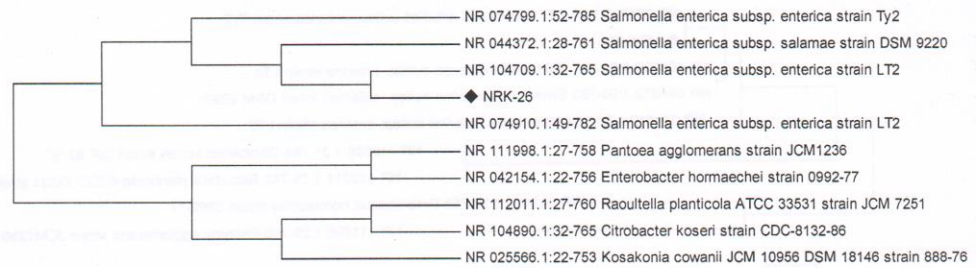 NR 074799.1:52-785 Salmonella enterica subsp. enterica strain Ty2
NR 044372.1:28-761 Salmonella enterica subsp. salamae strain DSM 9220
NR 104709.1:32-765 Salmonella enterica subsp. enterica strain LT2
◆ NRK-26
NR 074910.1:49-782 Salmonella enterica subsp. enterica strain LT2
NR 111998.1:27-758 Pantoea agglomerans strain JCM1236
NR 042154.1:22-756 Enterobacter hormaechei strain 0992-77
NR 112011.1:27-760 Raoultella planticola ATCC 33531 strain JCM 7251
NR 104890.1:32-765 Citrobacter koseri strain CDC-8132-86
NR 025566.1:22-753 Kosakonia cowanii JCM 10956 DSM 18146 strain 888-76